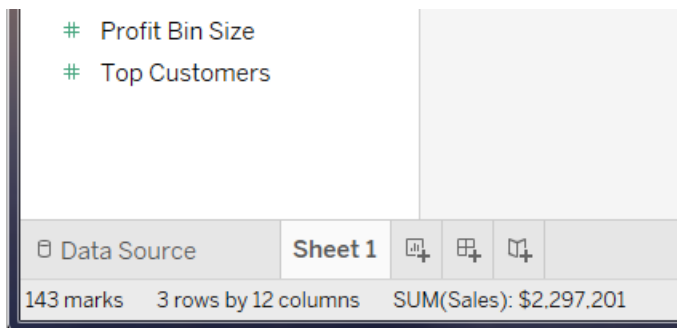 # Profit Bin Size
# Top Customers
Data Source Sheet 1
143 marks 3 rows by 12 columns SUM(Sales): $2,297,201